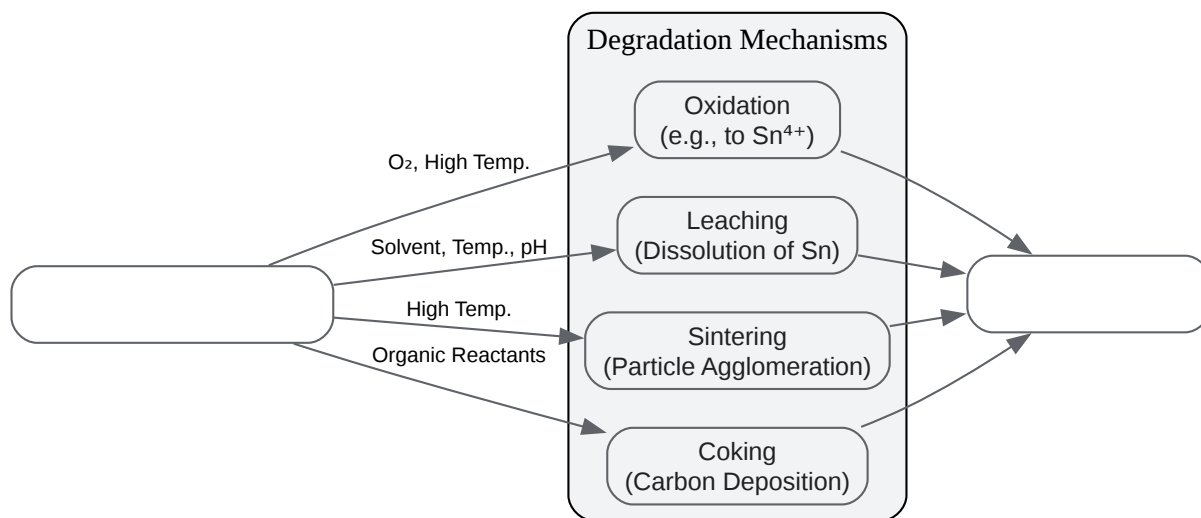 Degradation Mechanisms
Oxidation
(e.g., to Sn⁴⁺)
O₂, High Temp.
Leaching
(Dissolution of Sn)
Solvent, Temp., pH
High Temp.
Sintering
(Particle Agglomeration)
Organic Reactants
Coking
(Carbon Deposition)